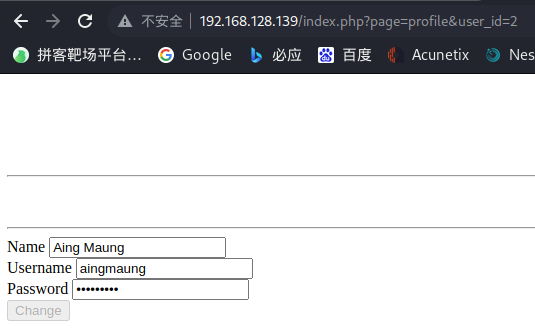 不安全 192.168.128.139/index.php?page=profile&user_id=2
拼客靶场平台... Google 必应 百度 Acunetix Nes
Name Aing Maung
Username aingmaung
Password •••••••••
Change